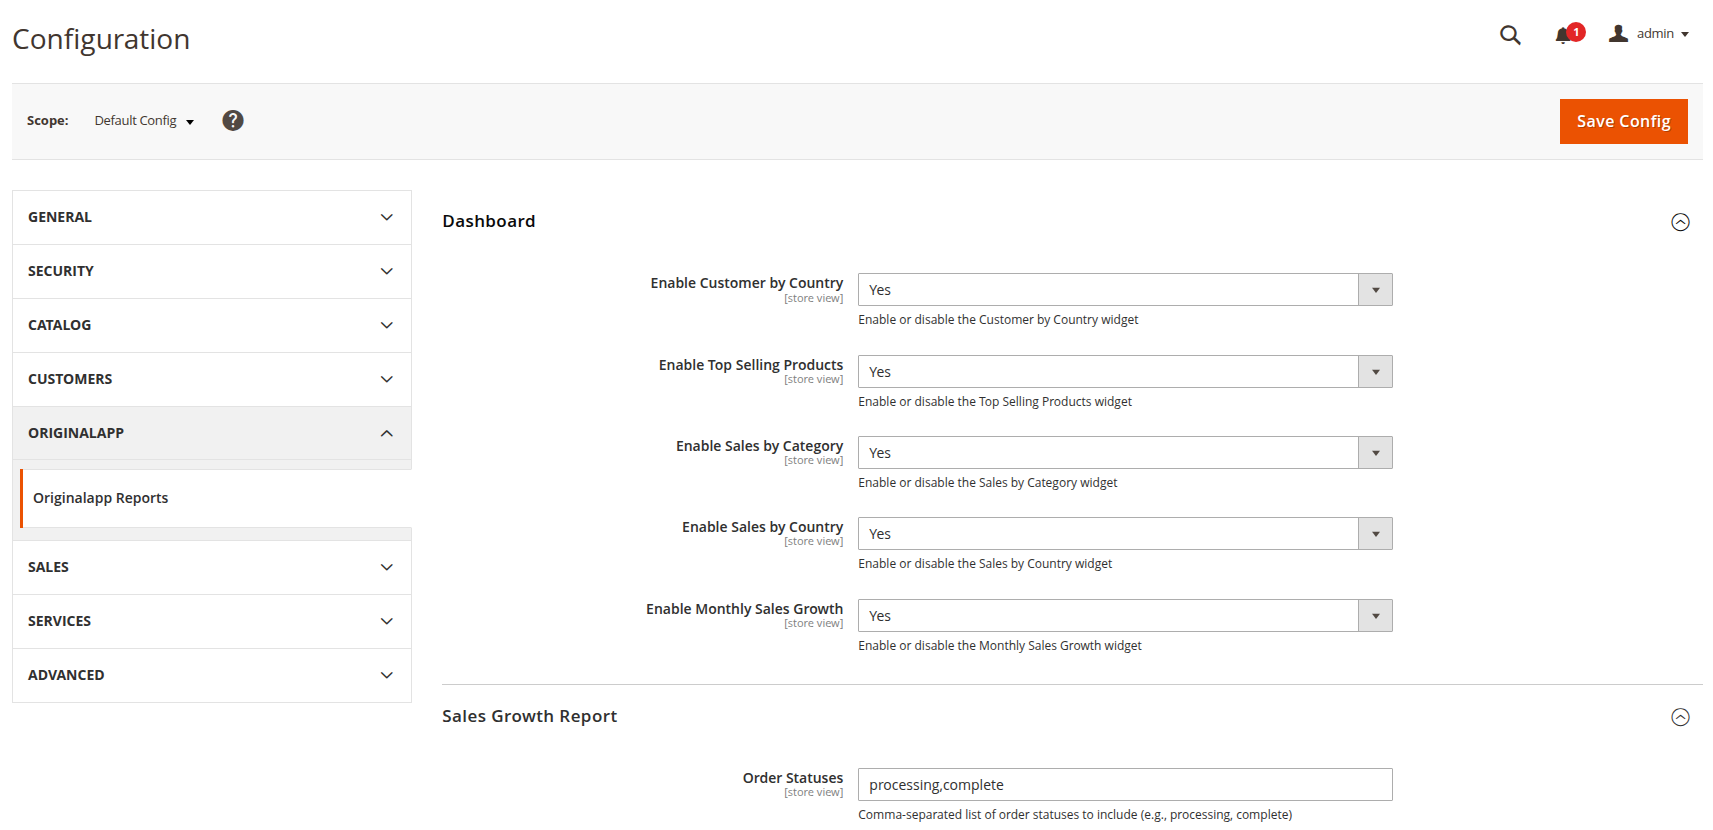 Configuration
1
admin
Scope:
Default Config
?
Save Config
GENERAL
SECURITY
CATALOG
CUSTOMERS
ORIGINALAPP
Originalapp Reports
SALES
SERVICES
ADVANCED
Dashboard
Enable Customer by Country
[store view]
Yes
Enable or disable the Customer by Country widget
Enable Top Selling Products
[store view]
Yes
Enable or disable the Top Selling Products widget
Enable Sales by Category
[store view]
Yes
Enable or disable the Sales by Category widget
Enable Sales by Country
[store view]
Yes
Enable or disable the Sales by Country widget
Enable Monthly Sales Growth
[store view]
Yes
Enable or disable the Monthly Sales Growth widget
Sales Growth Report
Order Statuses
[store view]
processing,complete
Comma-separated list of order statuses to include (e.g., processing, complete)